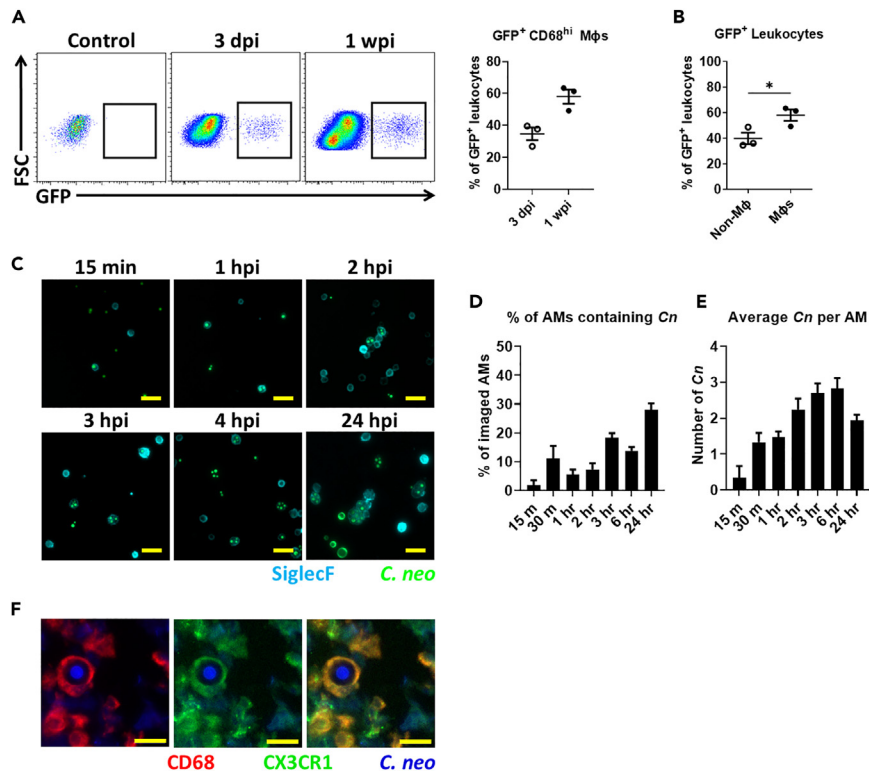 A
Control
3 dpi
1 wpi
FSC
GFP
GFP+ CD68hi Mϕs
% of GFP+ leukocytes
80
60
40
20
0
3 dpi
1 wpi
B
GFP+ Leukocytes
% of GFP+ leukocytes
100
80
60
40
20
0
*
Non-Mϕ
Mϕs
C
15 min
1 hpi
2 hpi
3 hpi
4 hpi
24 hpi
SiglecF
C. neo
D
% of AMs containing Cn
% of imaged AMs
50
40
30
20
10
0
15 m
30 m
1 hr
2 hr
3 hr
6 hr
24 hr
E
Average Cn per AM
Number of Cn
4
3
2
1
0
15 m
30 m
1 hr
2 hr
3 hr
6 hr
24 hr
F
CD68
CX3CR1
C. neo